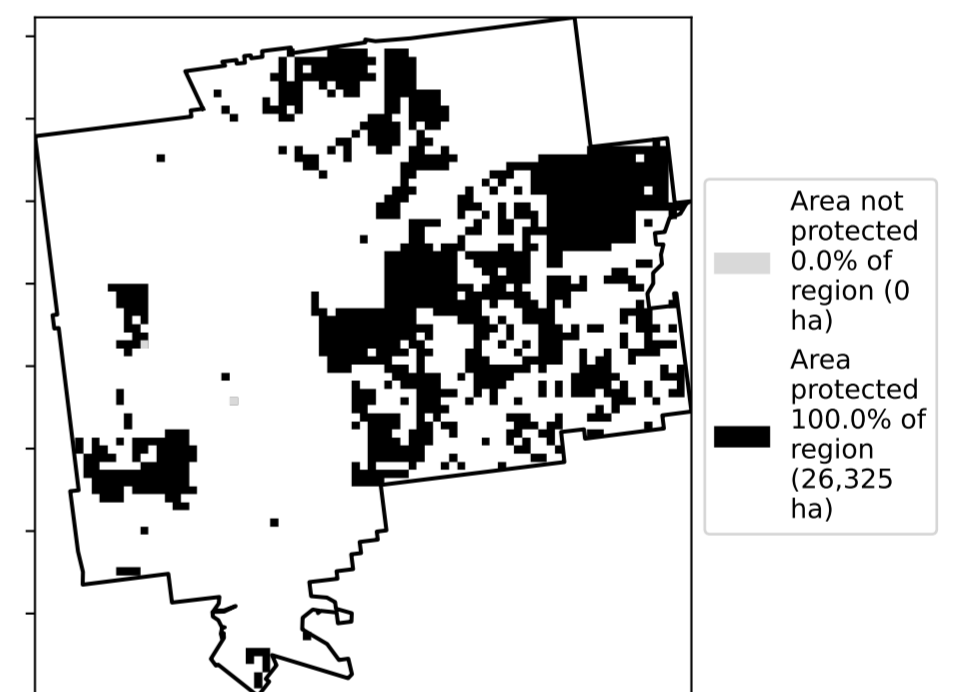 Area not
protected
0.0% of
region (0
ha)
Area
protected
100.0% of
region
(26,325
ha)